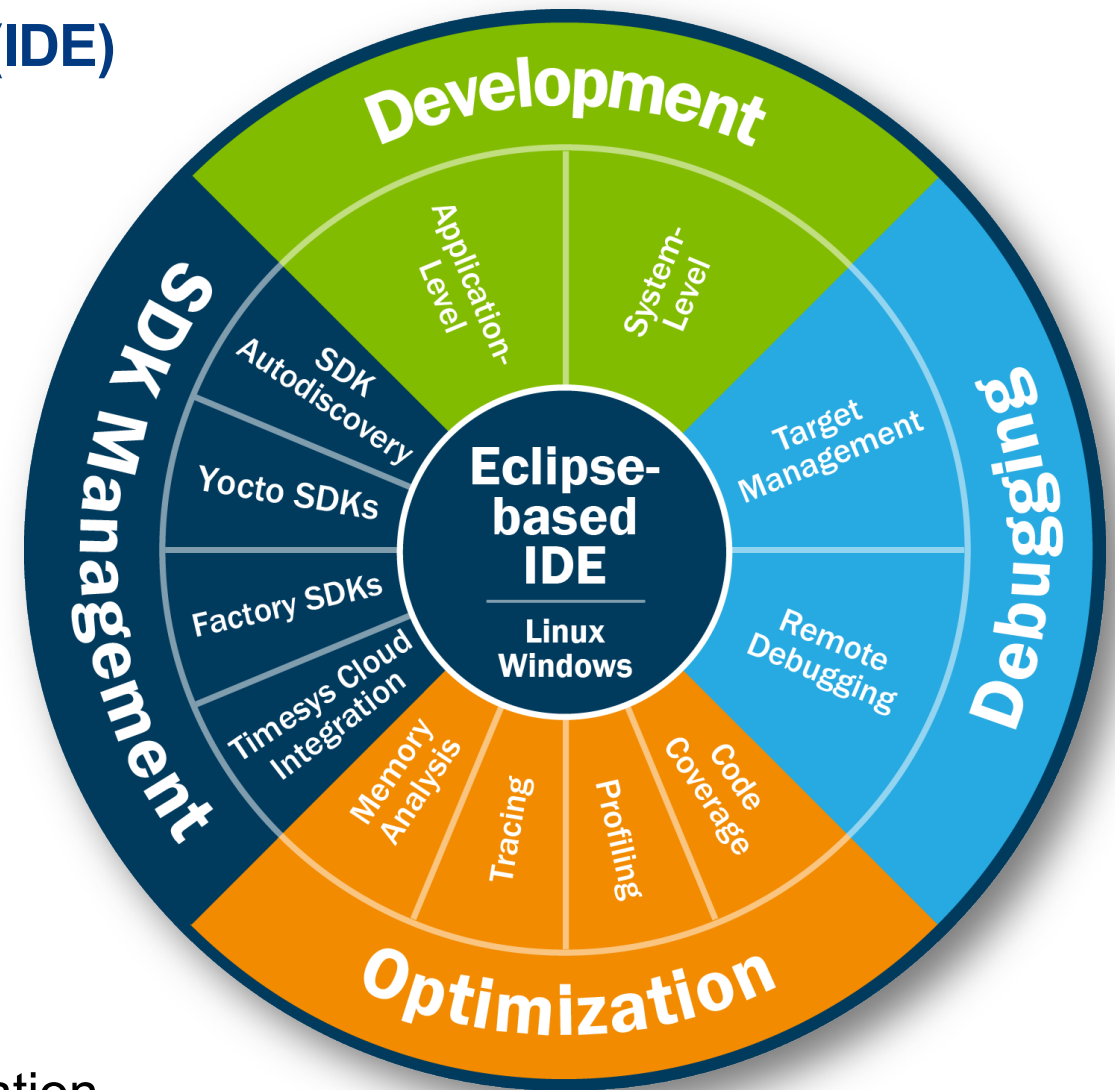 (IDE)
Development
Application-
Level
System-
Level
Debugging
Target
Management
Remote
Debugging
Optimization
Code
Coverage
Profiling
Tracing
Memory
Analysis
SDK Management
SDK
Autodiscovery
Yocto SDKs
Factory SDKs
Timesys Cloud
Integration
Eclipse-
based
IDE
Linux
Windows